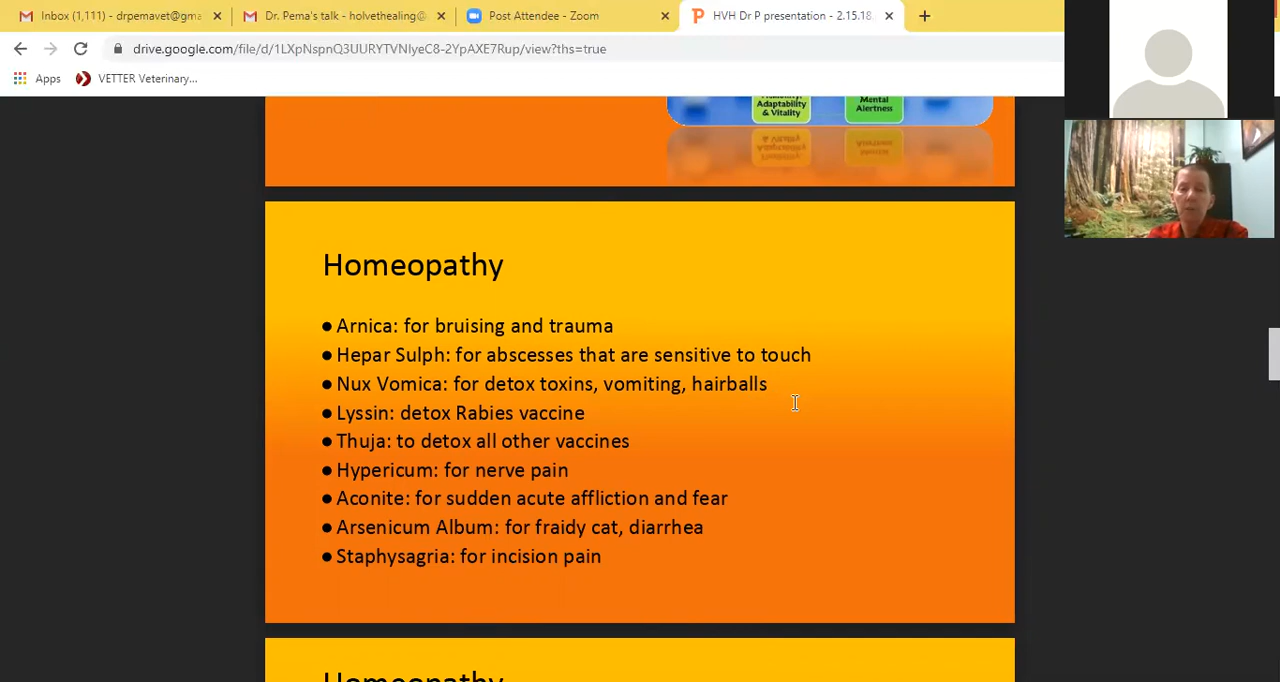 Inbox (1,111) - drpemavet@gma
Dr. Pema's talk - holvethealing@g
Post Attendee - Zoom
HVH Dr P presentation - 2.15.18.
drive.google.com/file/d/1LXpNspnQ3UURYTVNlyeC8-2YpAXE7Rup/view?ths=true
Apps
VETTER Veterinary...
Adaptability
& Vitality
Mental
Alertness
Homeopathy
● Arnica: for bruising and trauma
● Hepar Sulph: for abscesses that are sensitive to touch
● Nux Vomica: for detox toxins, vomiting, hairballs
● Lyssin: detox Rabies vaccine
● Thuja: to detox all other vaccines
● Hypericum: for nerve pain
● Aconite: for sudden acute affliction and fear
● Arsenicum Album: for fraidy cat, diarrhea
● Staphysagria: for incision pain
Homeopathy